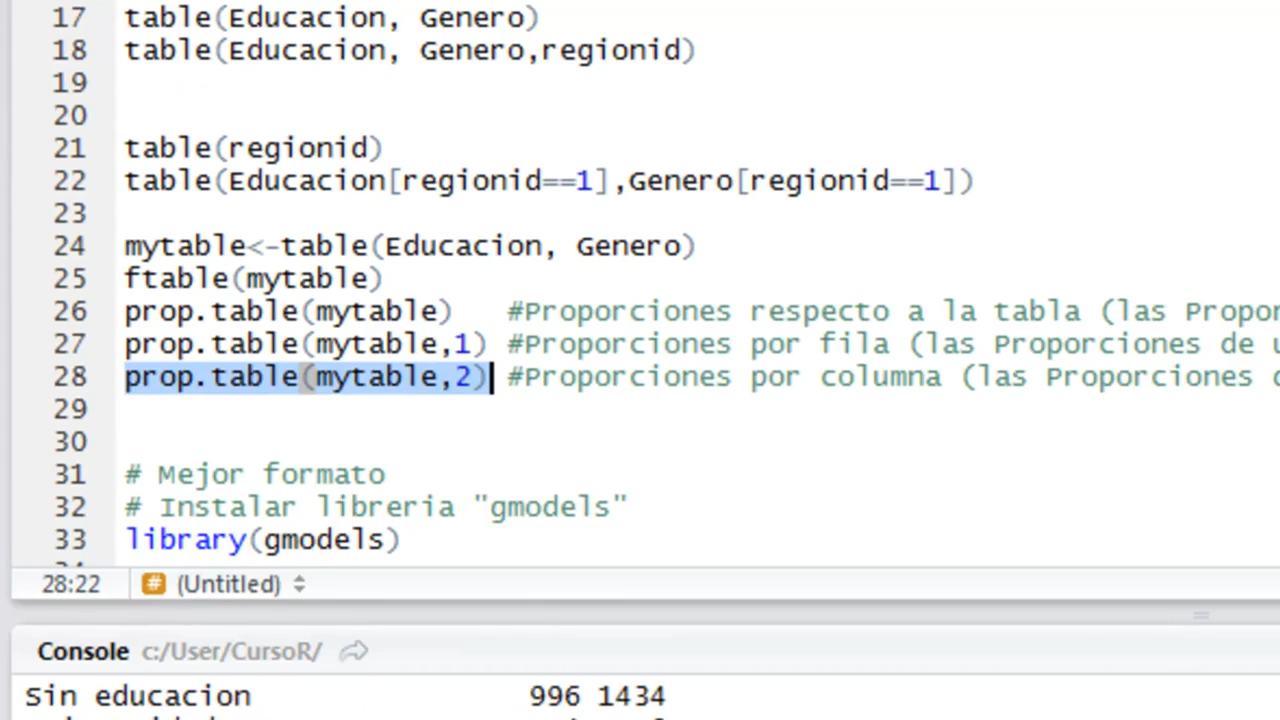 17 table(Educacion, Genero)
18 table(Educacion, Genero,regionid)
19
20
21 table(regionid)
22 table(Educacion[regionid==1],Genero[regionid==1])
23
24 mytable<-table(Educacion, Genero)
25 ftable(mytable)
26 prop.table(mytable) #Proporciones respecto a la tabla (las Propor
27 prop.table(mytable,1) #Proporciones por fila (las Proporciones de u
28 prop.table(mytable,2) #Proporciones por columna (las Proporciones d
29
30
31 # Mejor formato
32 # Instalar libreria "gmodels"
33 library(gmodels)
28:22 # (Untitled)
Console c:/User/CursoR/
Sin educacion 996 1434